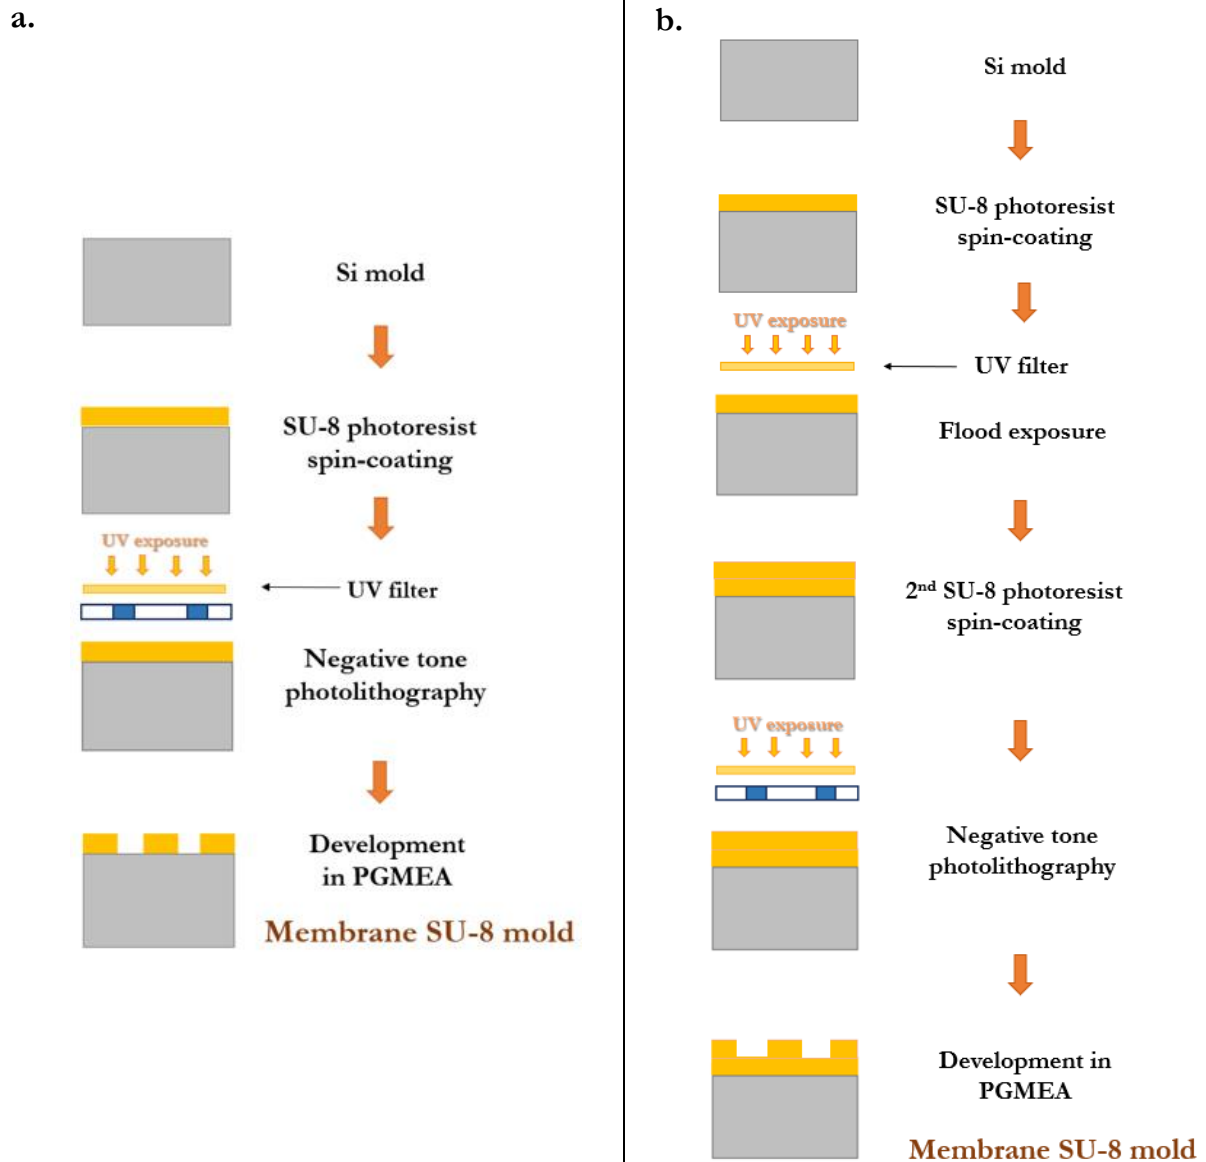 a.
Si mold
SU-8 photoresist
spin-coating
UV exposure
UV filter
Negative tone
photolithography
Development
in PGMEA
Membrane SU-8 mold
b.
Si mold
SU-8 photoresist
spin-coating
UV exposure
UV filter
Flood exposure
2nd SU-8 photoresist
spin-coating
UV exposure
Negative tone
photolithography
Development in
PGMEA
Membrane SU-8 mold